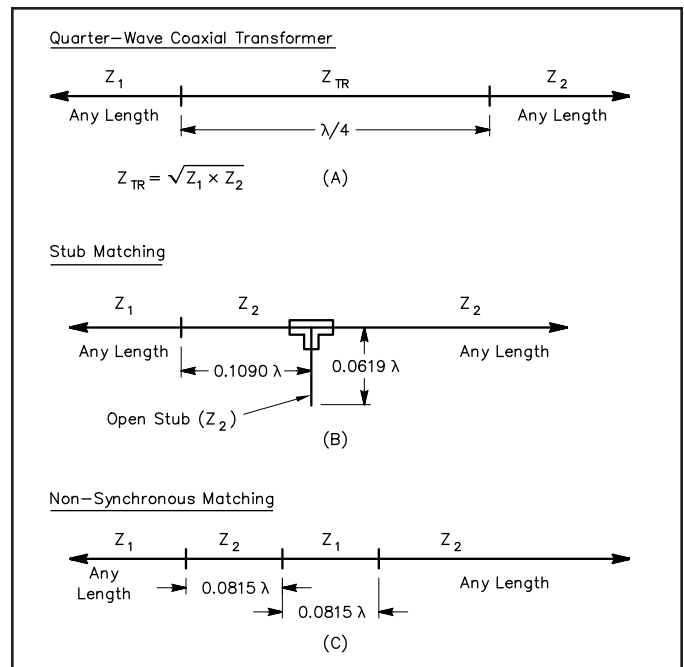 Quarter–Wave Coaxial Transformer
Z1 ZTR Z2
Any Length Any Length
λ/4
ZTR = √Z1 × Z2 (A)
Stub Matching
Z1 Z2 Z2
Any Length Any Length
0.1090 λ 0.0619 λ
Open Stub (Z2)
(B)
Non–Synchronous Matching
Z1 Z2 Z1 Z2
Any
Length
Any Length
0.0815 λ
0.0815 λ
(C)